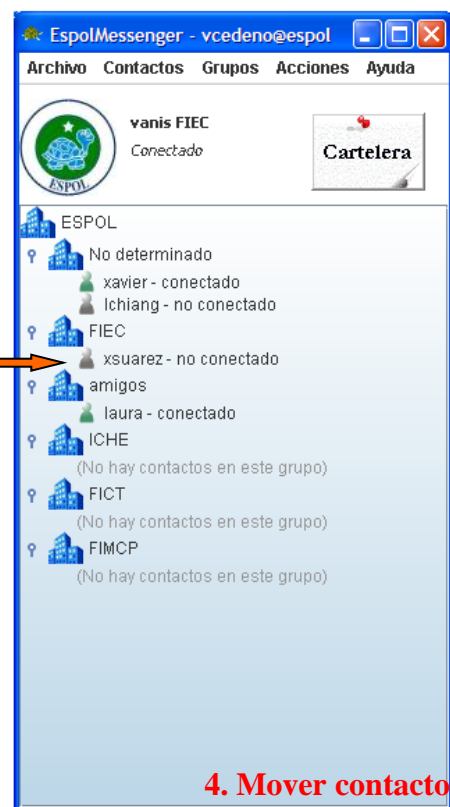 EspolMessenger - vcedeno@espol
Archivo Contactos Grupos Acciones Ayuda
vanis FIEC
Conectado
Cartelera
ESPOL
ESPOL
No determinado
xavier - conectado
lchiang - no conectado
FIEC
xsuarez - no conectado
amigos
laura - conectado
ICHE
(No hay contactos en este grupo)
FICT
(No hay contactos en este grupo)
FIMCP
(No hay contactos en este grupo)
4. Mover contacto